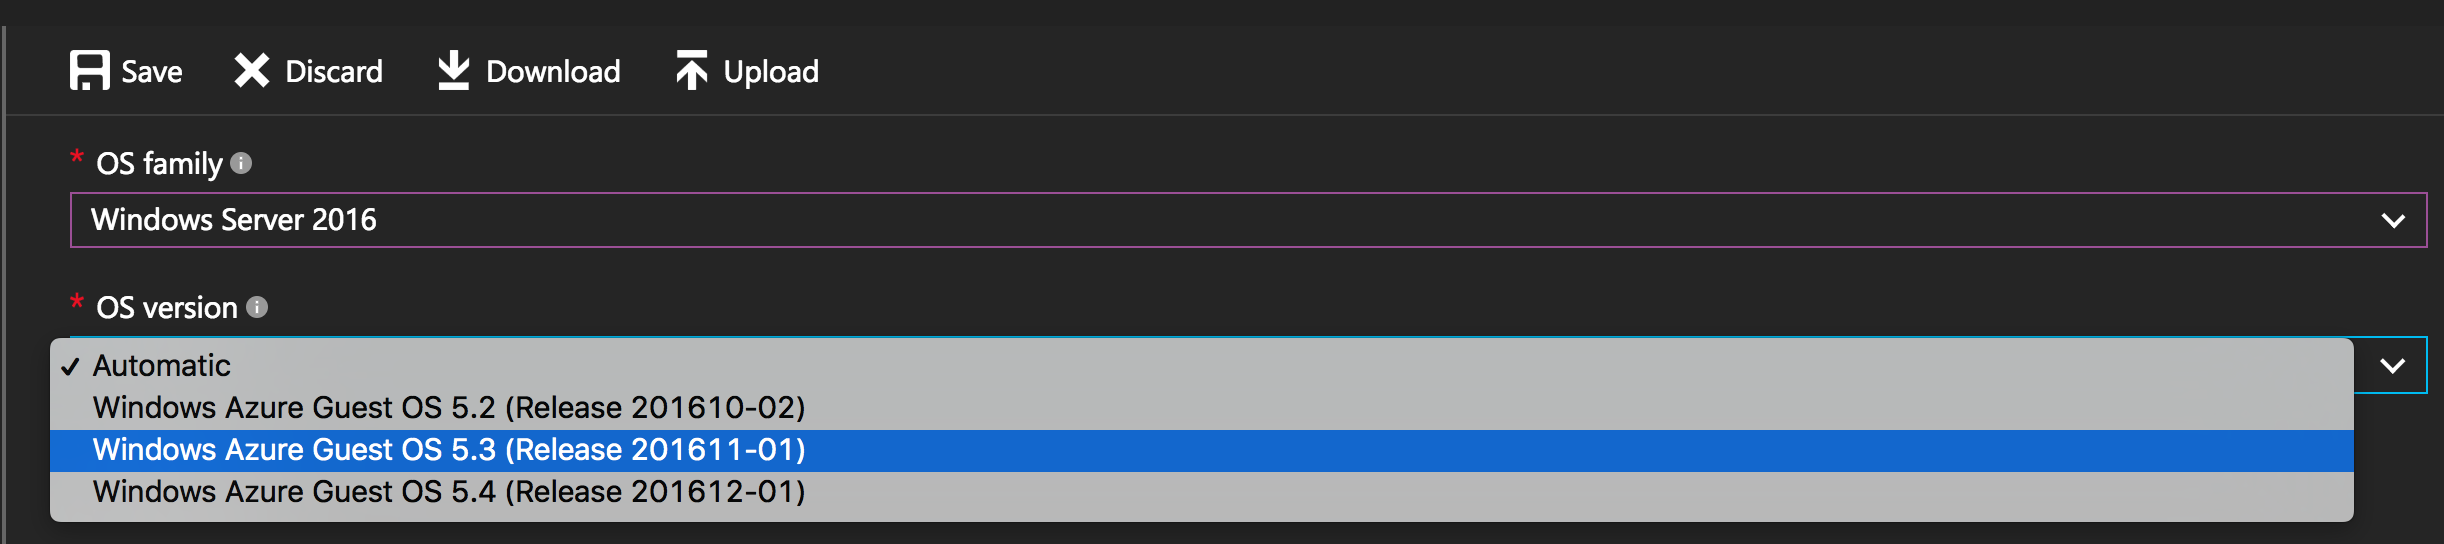 Save Discard Download Upload
* OS family
Windows Server 2016
* OS version
✓ Automatic
Windows Azure Guest OS 5.2 (Release 201610-02)
Windows Azure Guest OS 5.3 (Release 201611-01)
Windows Azure Guest OS 5.4 (Release 201612-01)